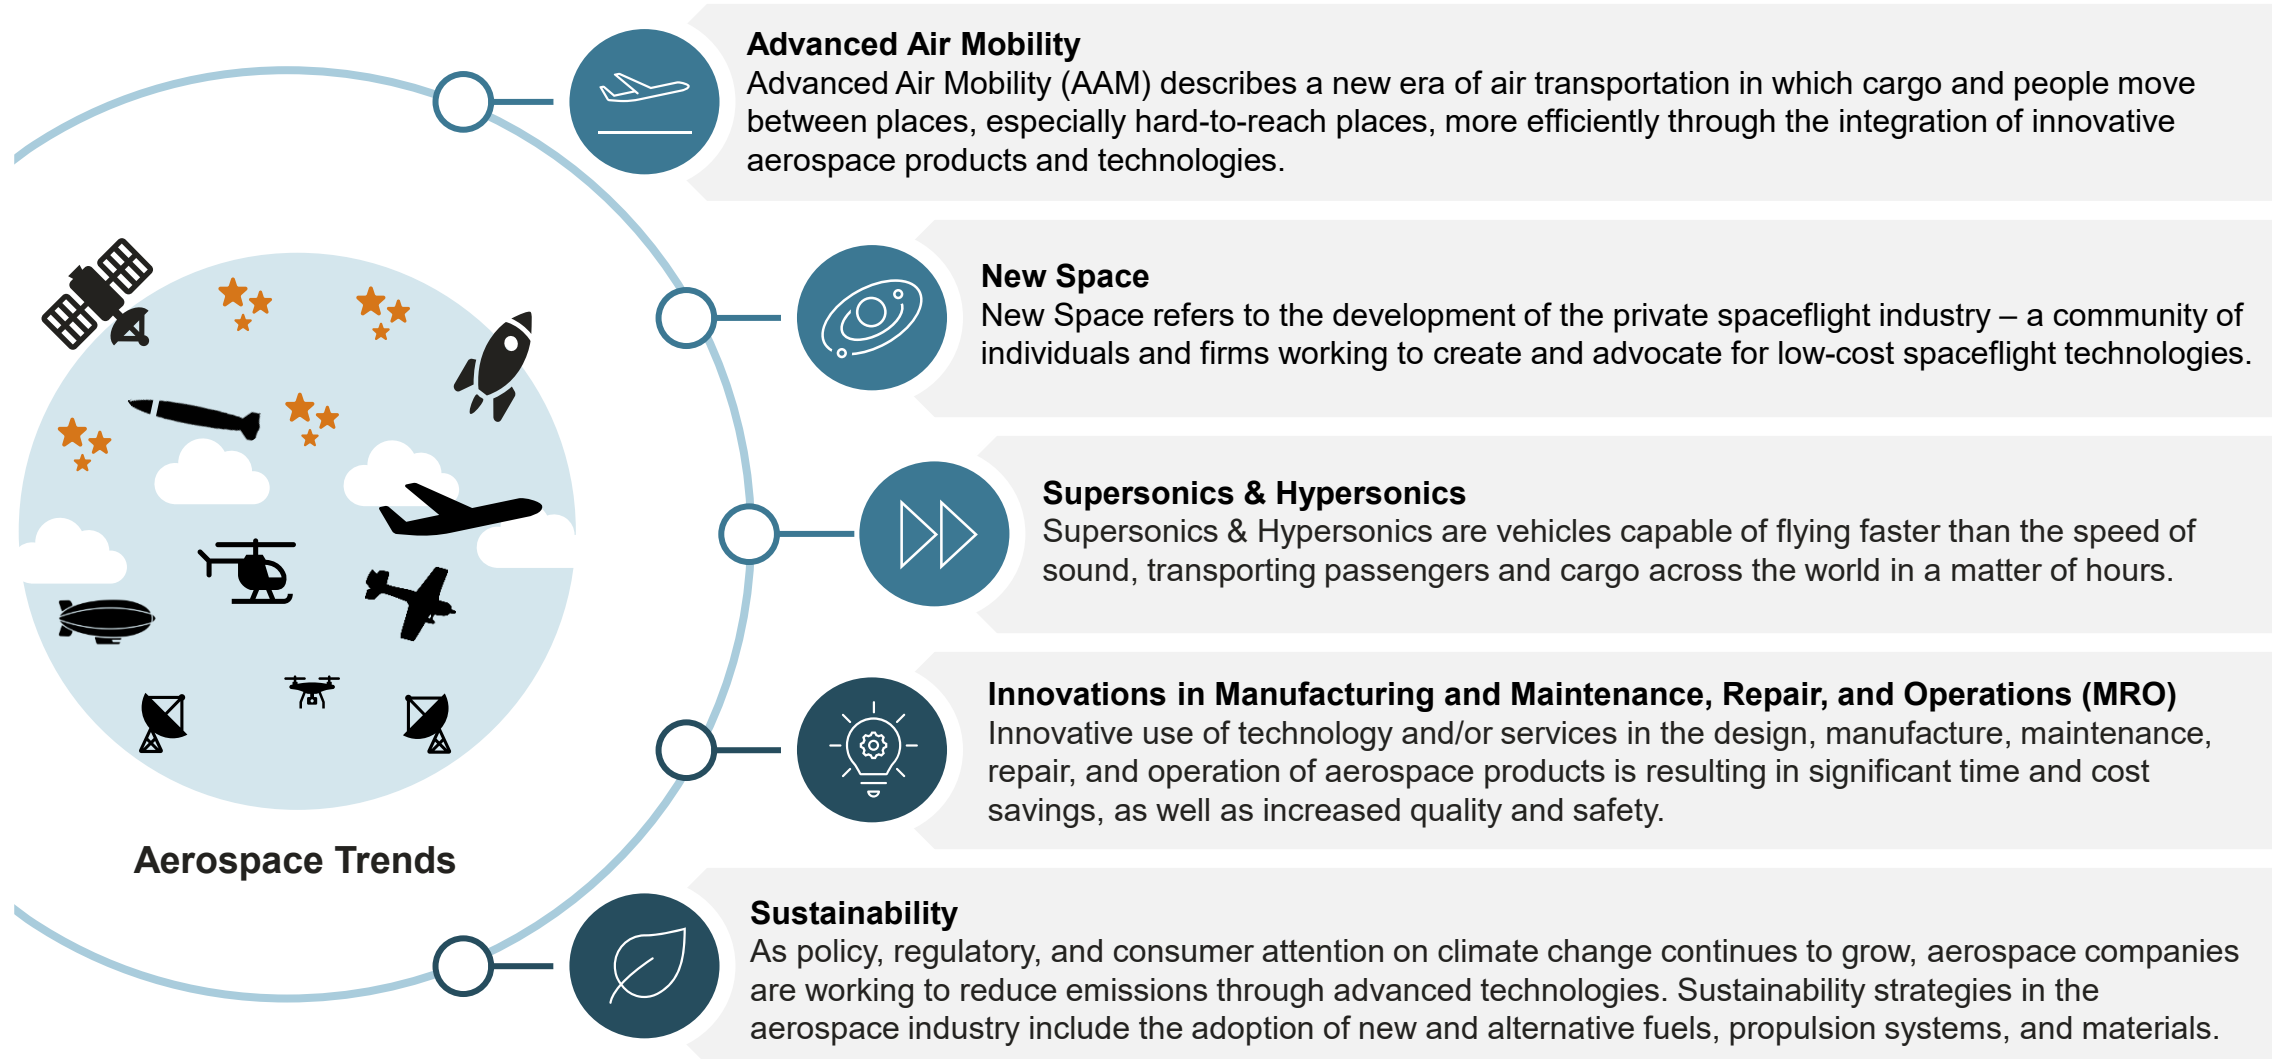 Advanced Air Mobility
Advanced Air Mobility (AAM) describes a new era of air transportation in which cargo and people move
between places, especially hard-to-reach places, more efficiently through the integration of innovative
aerospace products and technologies.
New Space
New Space refers to the development of the private spaceflight industry – a community of
individuals and firms working to create and advocate for low-cost spaceflight technologies.
Supersonics & Hypersonics
Supersonics & Hypersonics are vehicles capable of flying faster than the speed of
sound, transporting passengers and cargo across the world in a matter of hours.
Innovations in Manufacturing and Maintenance, Repair, and Operations (MRO)
Innovative use of technology and/or services in the design, manufacture, maintenance,
repair, and operation of aerospace products is resulting in significant time and cost
savings, as well as increased quality and safety.
Aerospace Trends
Sustainability
As policy, regulatory, and consumer attention on climate change continues to grow, aerospace companies
are working to reduce emissions through advanced technologies. Sustainability strategies in the
aerospace industry include the adoption of new and alternative fuels, propulsion systems, and materials.